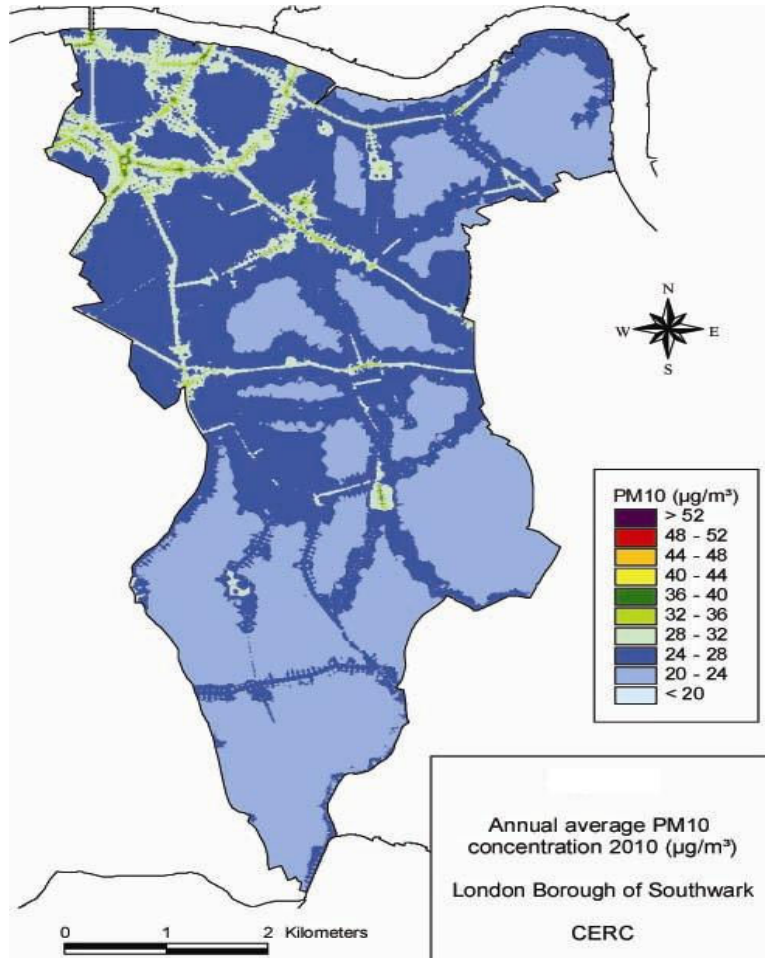 N
W E
S
PM10 (µg/m³)
> 52
48 - 52
44 - 48
40 - 44
36 - 40
32 - 36
28 - 32
24 - 28
20 - 24
< 20
Annual average PM10
concentration 2010 (µg/m³)
London Borough of Southwark
CERC
0 1 2 Kilometers